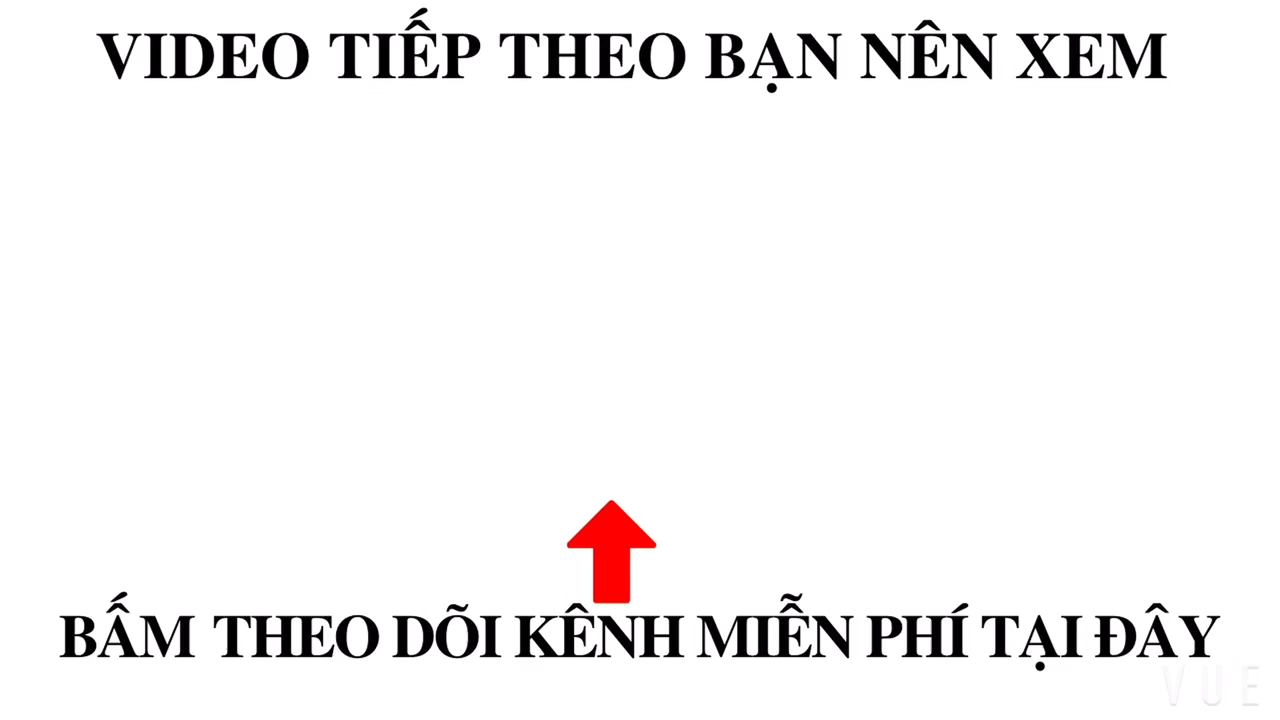 VIDEO TIẾP THEO BẠN NÊN XEM
BẤM THEO DÕI KÊNH MIỄN PHÍ TẠI ĐÂY
VUE